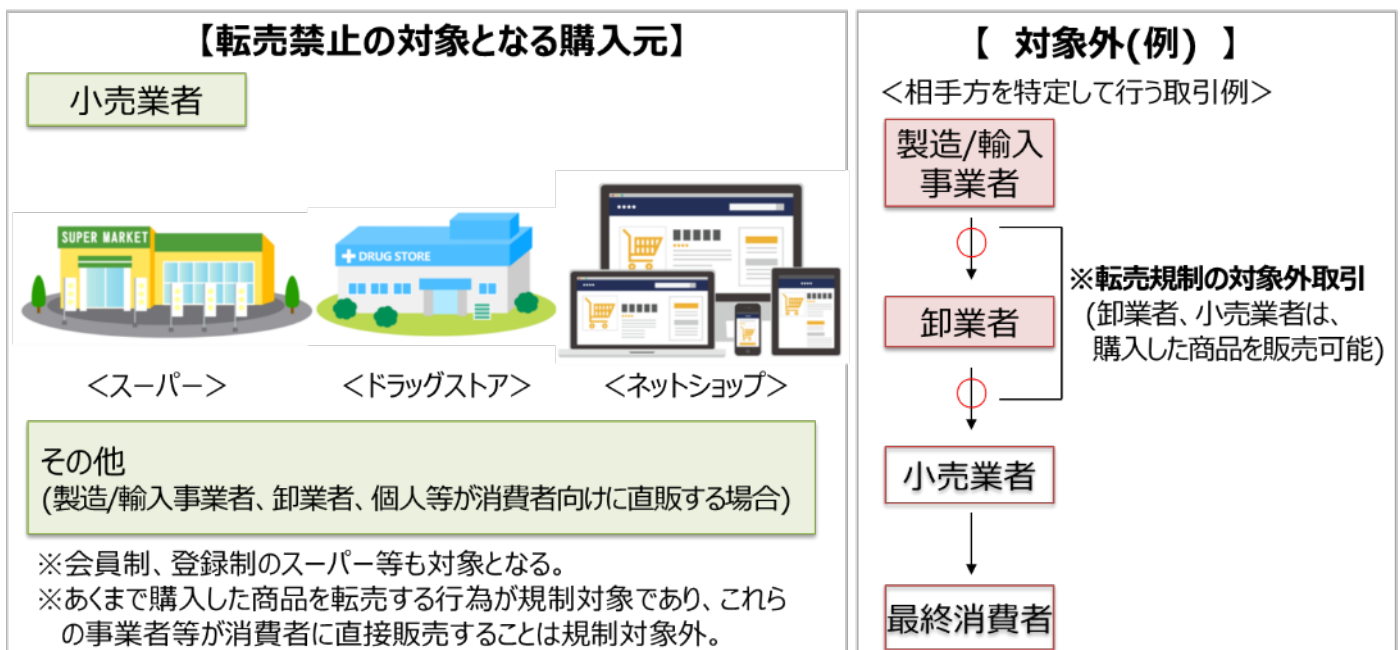 【転売禁止の対象となる購入元】
小売業者
SUPER MARKET
DRUG STORE
＜スーパー＞
＜ドラッグストア＞
＜ネットショップ＞
その他
(製造/輸入事業者、卸業者、個人等が消費者向けに直販する場合)
※会員制、登録制のスーパー等も対象となる。
※あくまで購入した商品を転売する行為が規制対象であり、これら
の事業者等が消費者に直接販売することは規制対象外。
【 対象外(例) 】
＜相手方を特定して行う取引例＞
製造/輸入
事業者
※転売規制の対象外取引
(卸業者、小売業者は、
購入した商品を販売可能)
卸業者
小売業者
最終消費者